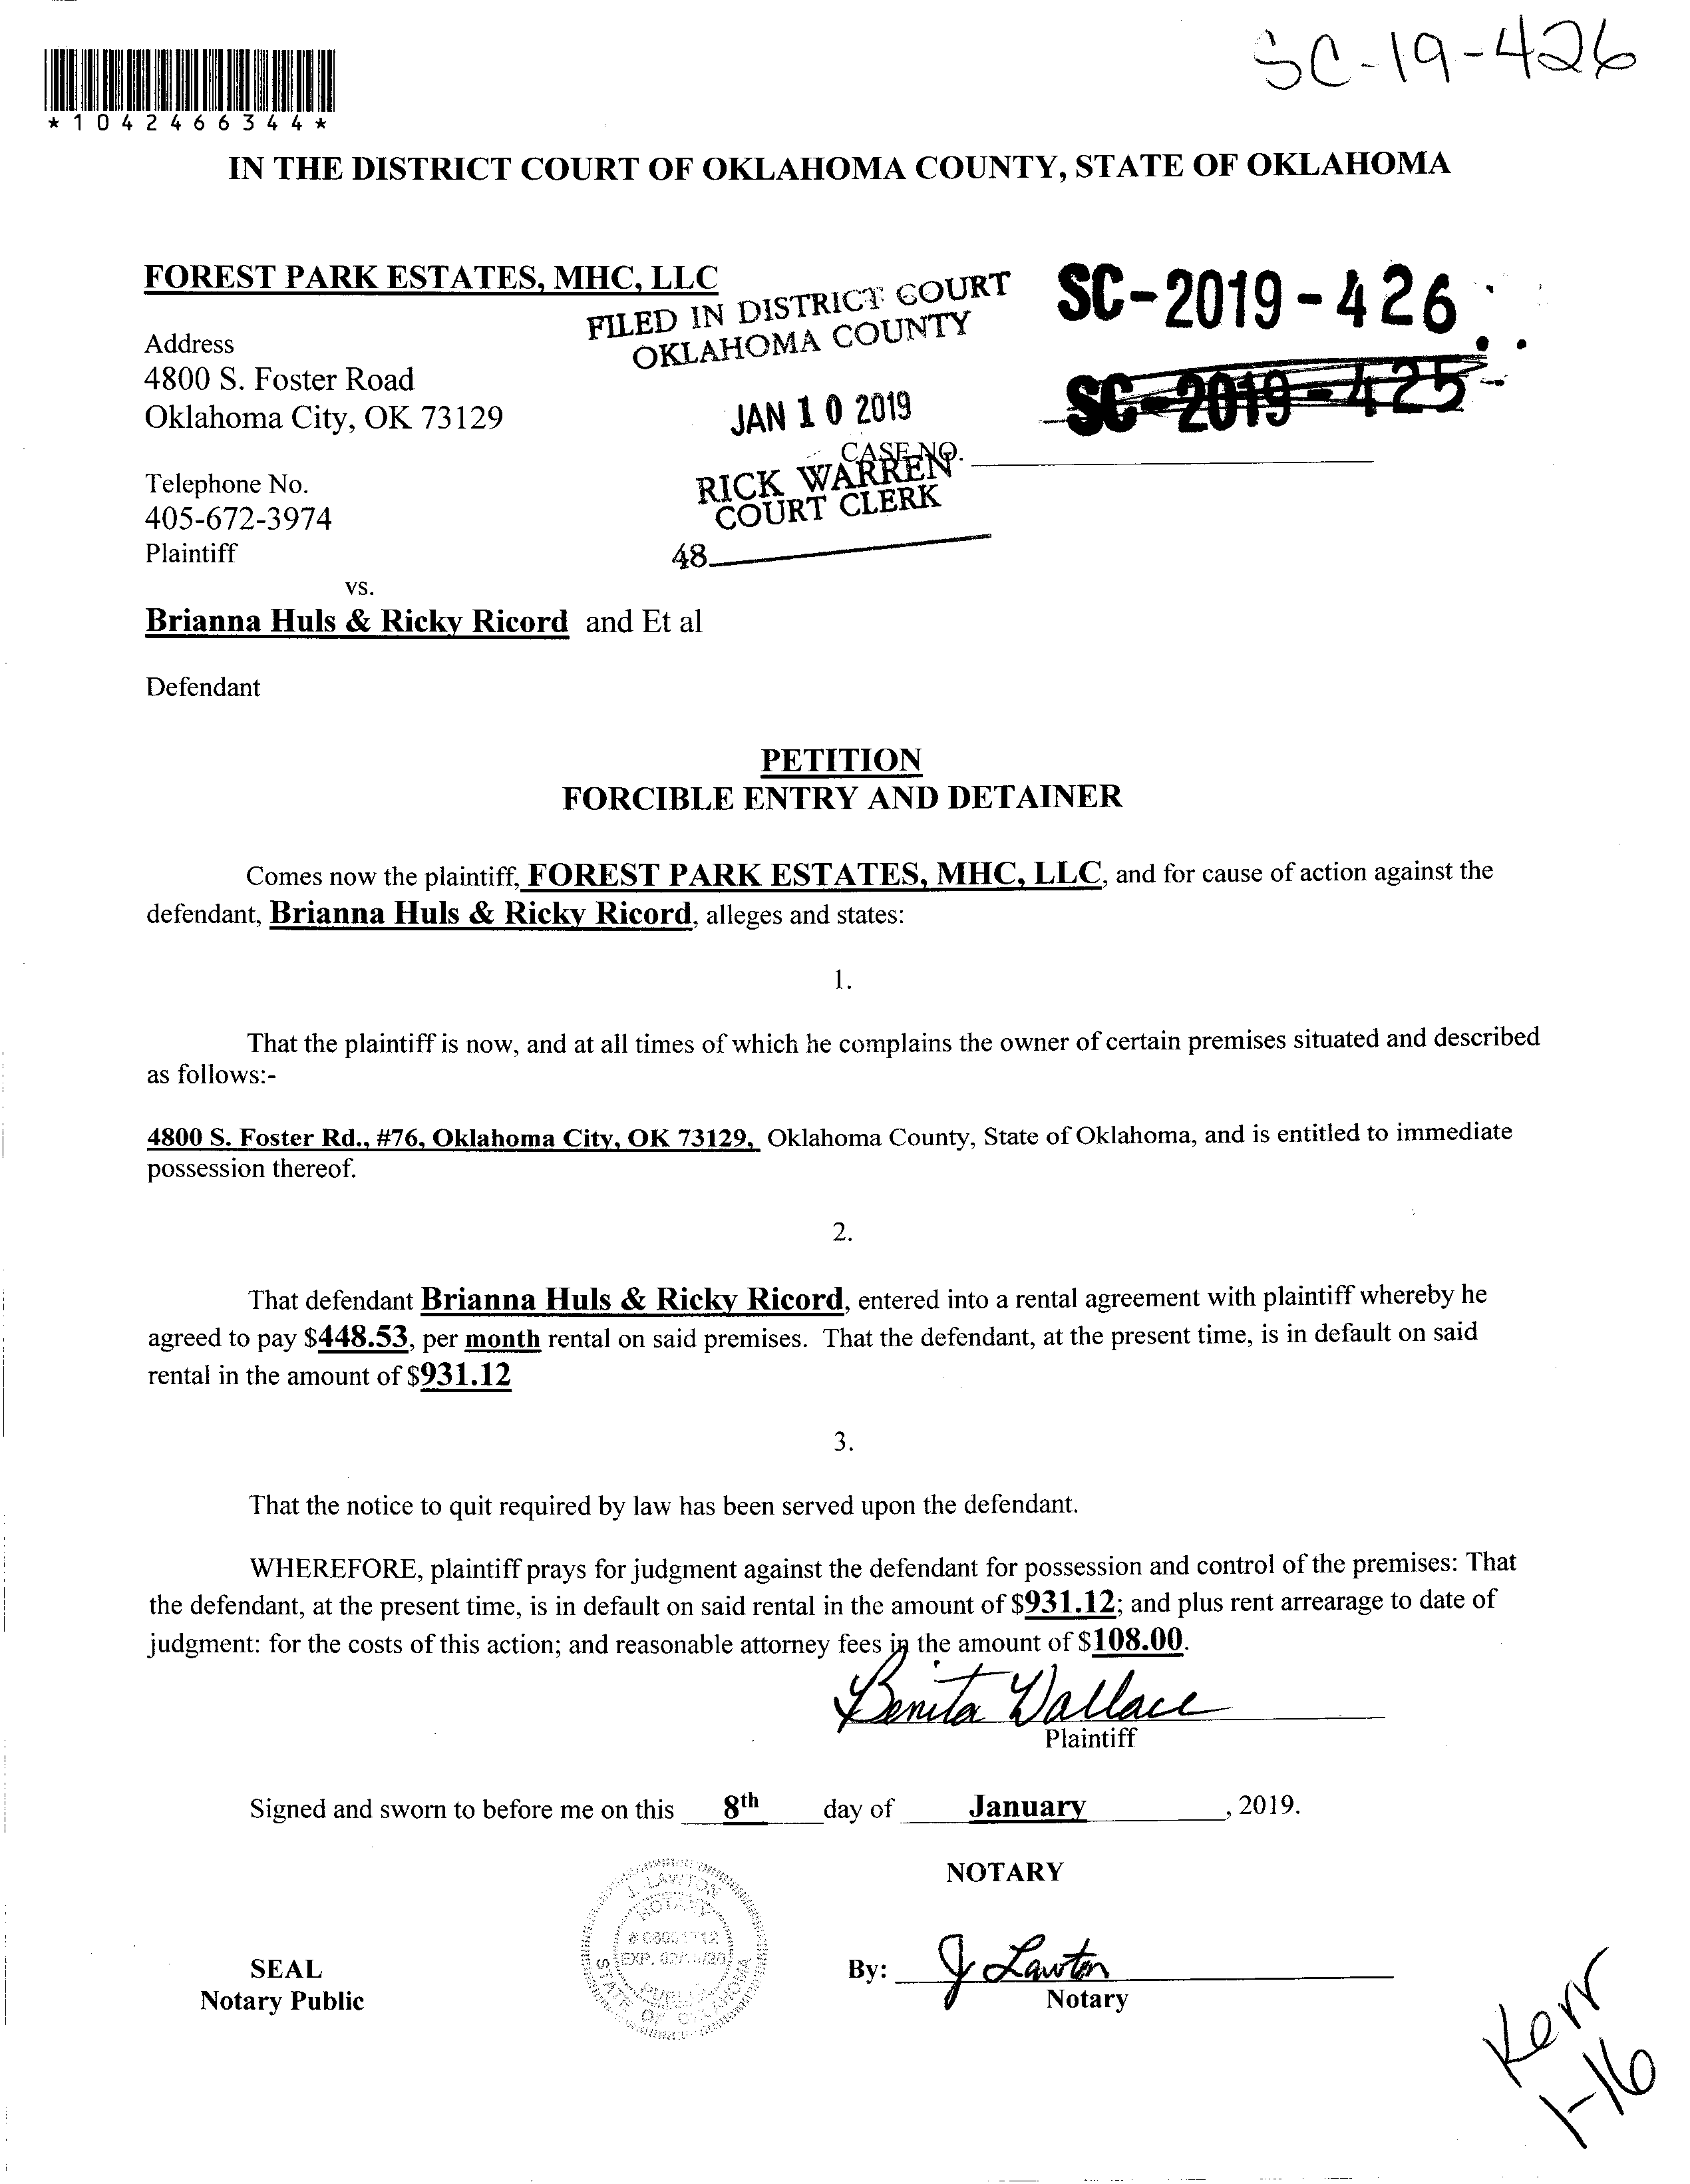 SC-19-426
*1042466344*
IN THE DISTRICT COURT OF OKLAHOMA COUNTY, STATE OF OKLAHOMA
FOREST PARK ESTATES, MHC, LLC
FILED IN DISTRICT COURT
OKLAHOMA COUNTY
SC-2019-426
Address
4800 S. Foster Road
Oklahoma City, OK 73129
JAN 10 2019
SC-2019-425
CASE NO.
RICK WARREN
COURT CLERK
Telephone No.
405-672-3974
Plaintiff
48
vs.
Brianna Huls & Ricky Ricord and Et al
Defendant
PETITION
FORCIBLE ENTRY AND DETAINER
Comes now the plaintiff, FOREST PARK ESTATES, MHC, LLC, and for cause of action against the
defendant, Brianna Huls & Ricky Ricord, alleges and states:
1.
That the plaintiff is now, and at all times of which he complains the owner of certain premises situated and described
as follows:-
4800 S. Foster Rd., #76, Oklahoma City, OK 73129, Oklahoma County, State of Oklahoma, and is entitled to immediate
possession thereof.
2.
That defendant Brianna Huls & Ricky Ricord, entered into a rental agreement with plaintiff whereby he
agreed to pay $448.53, per month rental on said premises. That the defendant, at the present time, is in default on said
rental in the amount of $931.12
3.
That the notice to quit required by law has been served upon the defendant.
WHEREFORE, plaintiff prays for judgment against the defendant for possession and control of the premises: That
the defendant, at the present time, is in default on said rental in the amount of $931.12; and plus rent arrearage to date of
judgment: for the costs of this action; and reasonable attorney fees in the amount of $108.00.
Benita Wallace
Plaintiff
Signed and sworn to before me on this 8th day of January, 2019.
NOTARY
J. LAWTON
NOTARY
PUBLIC
STATE OF OKLAHOMA
SEAL
Notary Public
By: J Lawton
Notary
Kerr
1-16